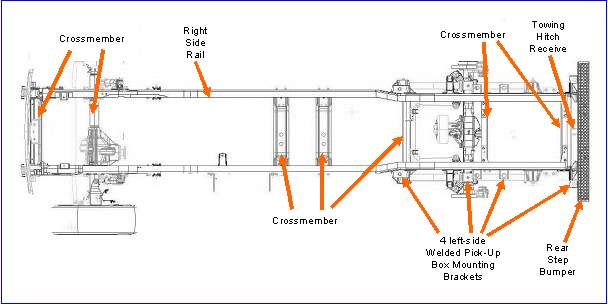 Crossmember
Right
Side
Rail
Crossmember
Towing
Hitch
Receive
Crossmember
4 left-side
Welded Pick-Up
Box Mounting
Brackets
Rear
Step
Bumper